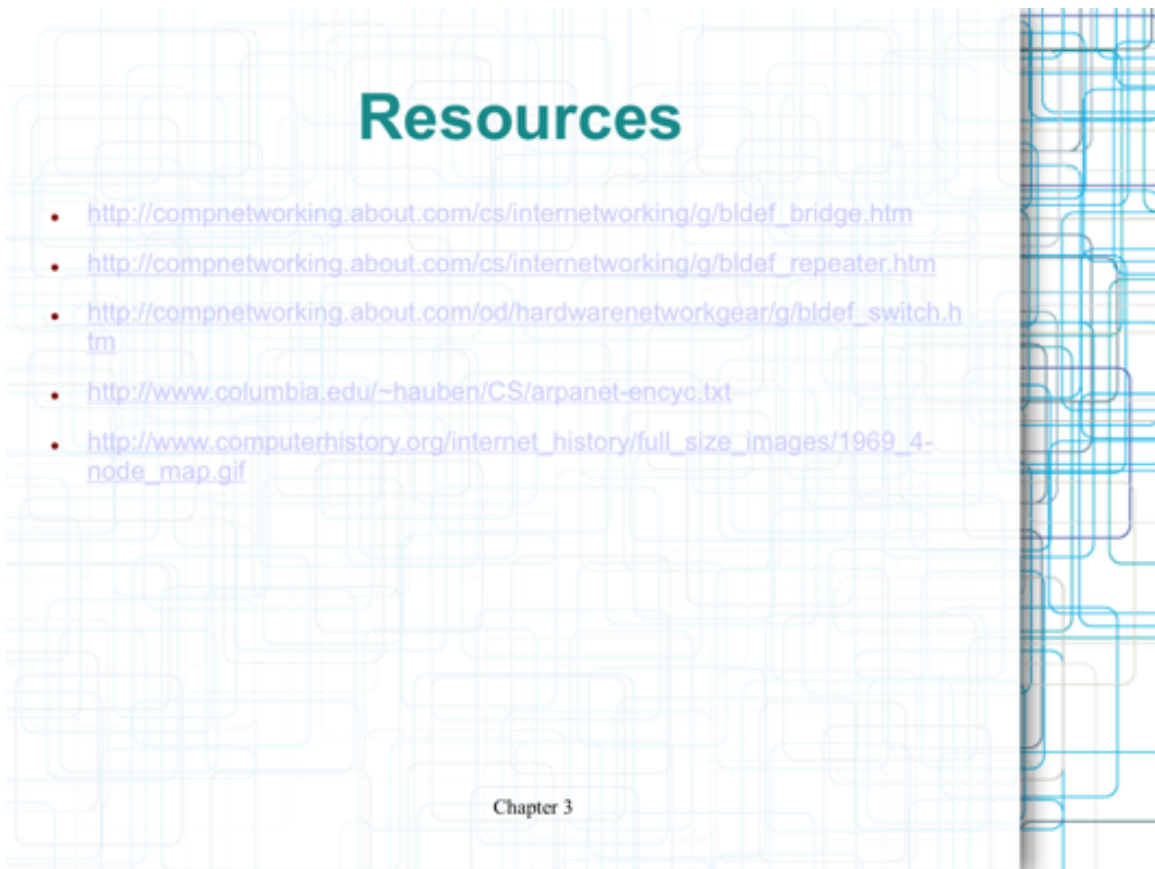 Resources
http://compnetworking.about.com/cs/internetworking/g/bldef_bridge.htm
http://compnetworking.about.com/cs/internetworking/g/bldef_repeater.htm
http://compnetworking.about.com/od/hardwarenetworkgear/g/bldef_switch.h
tm
http://www.columbia.edu/~hauben/CS/arpanet-encyc.txt
http://www.computerhistory.org/internet_history/full_size_images/1969_4-
node_map.gif
Chapter 3